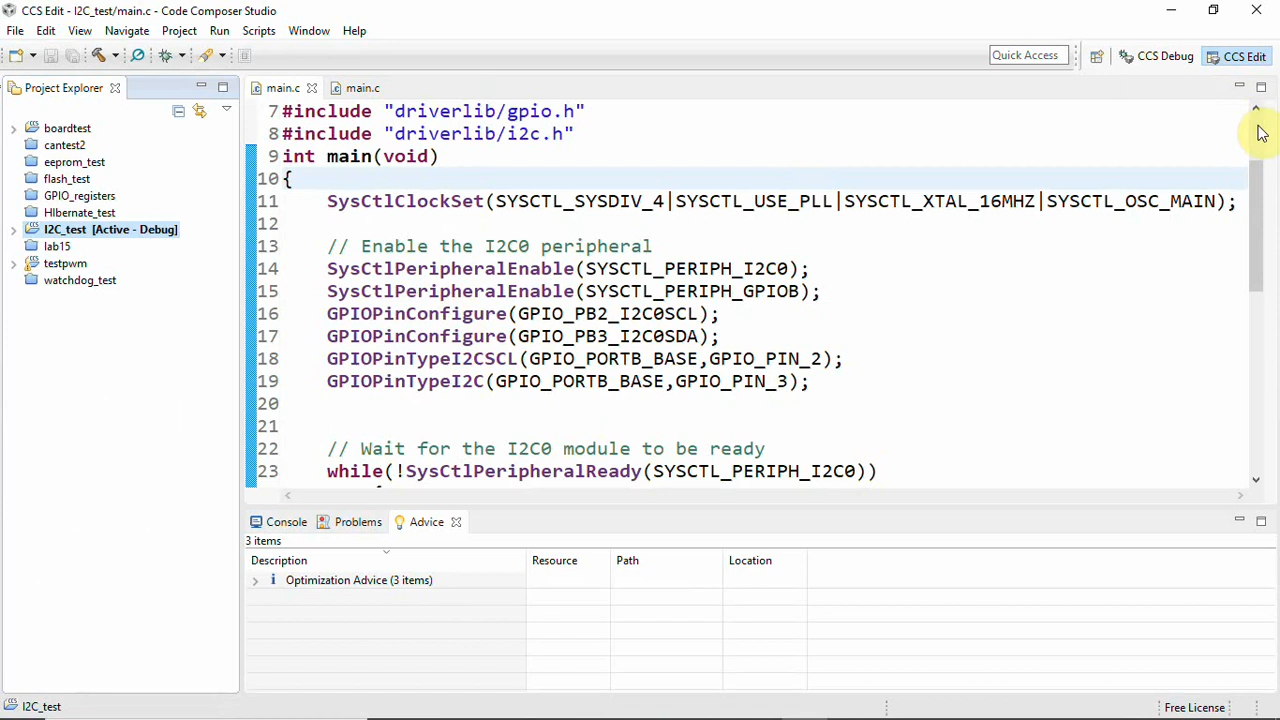 CCS Edit - I2C_test/main.c - Code Composer Studio
File Edit View Navigate Project Run Scripts Window Help
Quick Access CCS Debug CCS Edit
Project Explorer
boardtest
cantest2
eeprom_test
flash_test
GPIO_registers
HIbernate_test
I2C_test [Active - Debug]
lab15
testpwm
watchdog_test
main.c main.c
7 #include "driverlib/gpio.h"
8 #include "driverlib/i2c.h"
9 int main(void)
10 {
11 SysCtlClockSet(SYSCTL_SYSDIV_4|SYSCTL_USE_PLL|SYSCTL_XTAL_16MHZ|SYSCTL_OSC_MAIN);
12
13 // Enable the I2C0 peripheral
14 SysCtlPeripheralEnable(SYSCTL_PERIPH_I2C0);
15 SysCtlPeripheralEnable(SYSCTL_PERIPH_GPIOB);
16 GPIOPinConfigure(GPIO_PB2_I2C0SCL);
17 GPIOPinConfigure(GPIO_PB3_I2C0SDA);
18 GPIOPinTypeI2CSCL(GPIO_PORTB_BASE,GPIO_PIN_2);
19 GPIOPinTypeI2C(GPIO_PORTB_BASE,GPIO_PIN_3);
20
21
22 // Wait for the I2C0 module to be ready
23 while(!SysCtlPeripheralReady(SYSCTL_PERIPH_I2C0))
Console Problems Advice
3 items
Description Resource Path Location
Optimization Advice (3 items)
I2C_test Free License